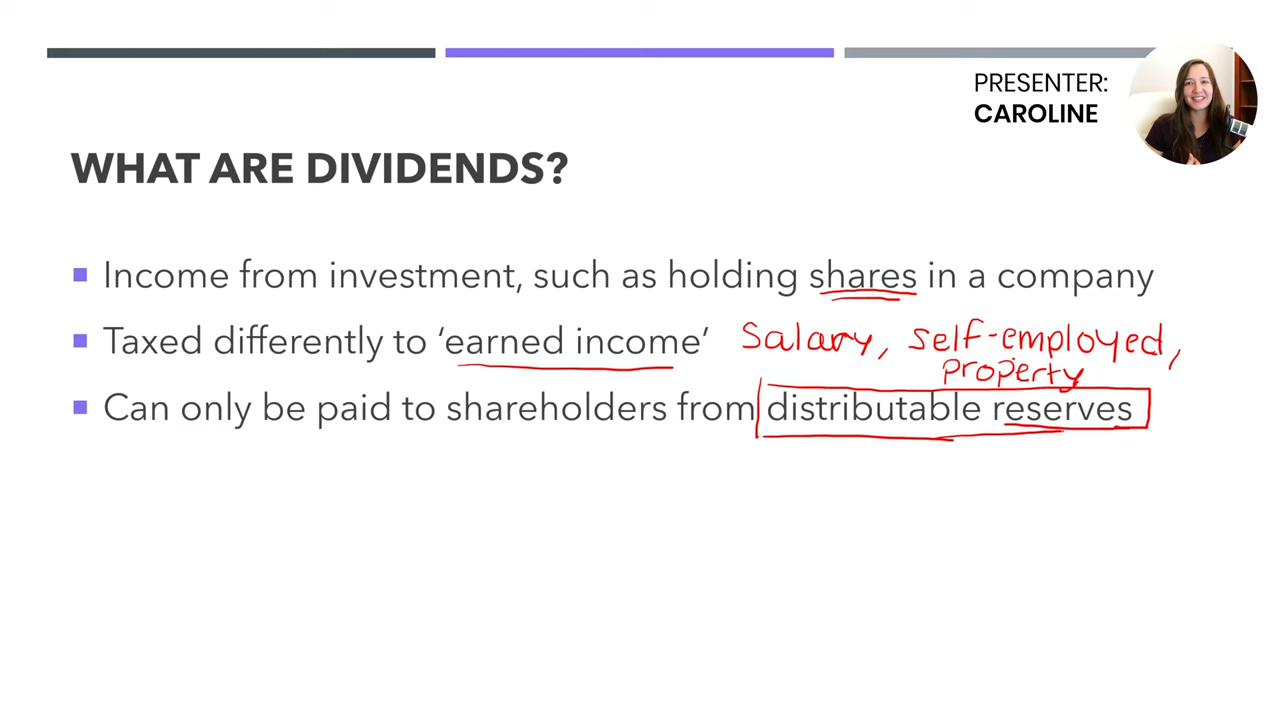 PRESENTER:
CAROLINE
WHAT ARE DIVIDENDS?
Income from investment, such as holding shares in a company
Taxed differently to ‘earned income’ Salary, self-employed,
property
Can only be paid to shareholders from distributable reserves